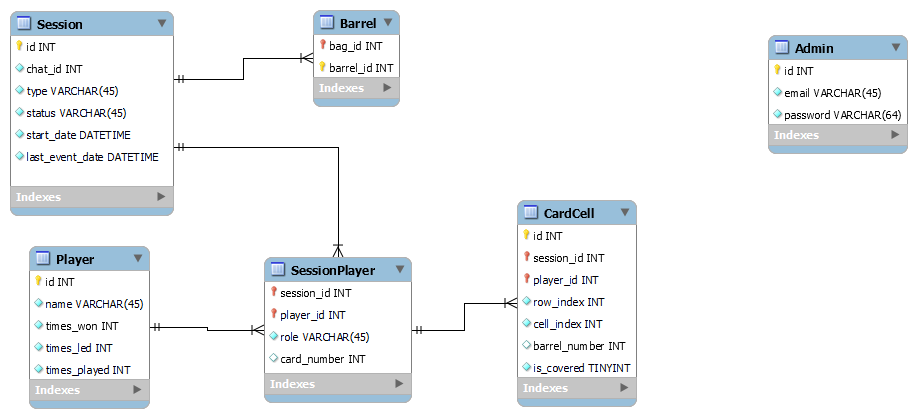 Session
id INT
chat_id INT
type VARCHAR(45)
status VARCHAR(45)
start_date DATETIME
last_event_date DATETIME
Indexes
Barrel
bag_id INT
barrel_id INT
Indexes
Admin
id INT
email VARCHAR(45)
password VARCHAR(64)
Indexes
Player
id INT
name VARCHAR(45)
times_won INT
times_led INT
times_played INT
Indexes
SessionPlayer
session_id INT
player_id INT
role VARCHAR(45)
card_number INT
Indexes
CardCell
id INT
session_id INT
player_id INT
row_index INT
cell_index INT
barrel_number INT
is_covered TINYINT
Indexes